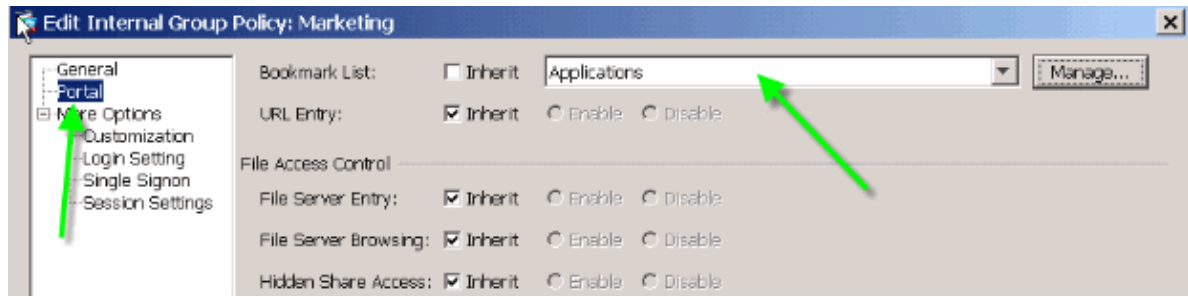 Edit Internal Group Policy: Marketing
General
Portal
More Options
Customization
Login Setting
Single Signon
Session Settings
Bookmark List: Inherit Applications Manage...
URL Entry: Inherit Enable Disable
File Access Control
File Server Entry: Inherit Enable Disable
File Server Browsing: Inherit Enable Disable
Hidden Share Access: Inherit Enable Disable